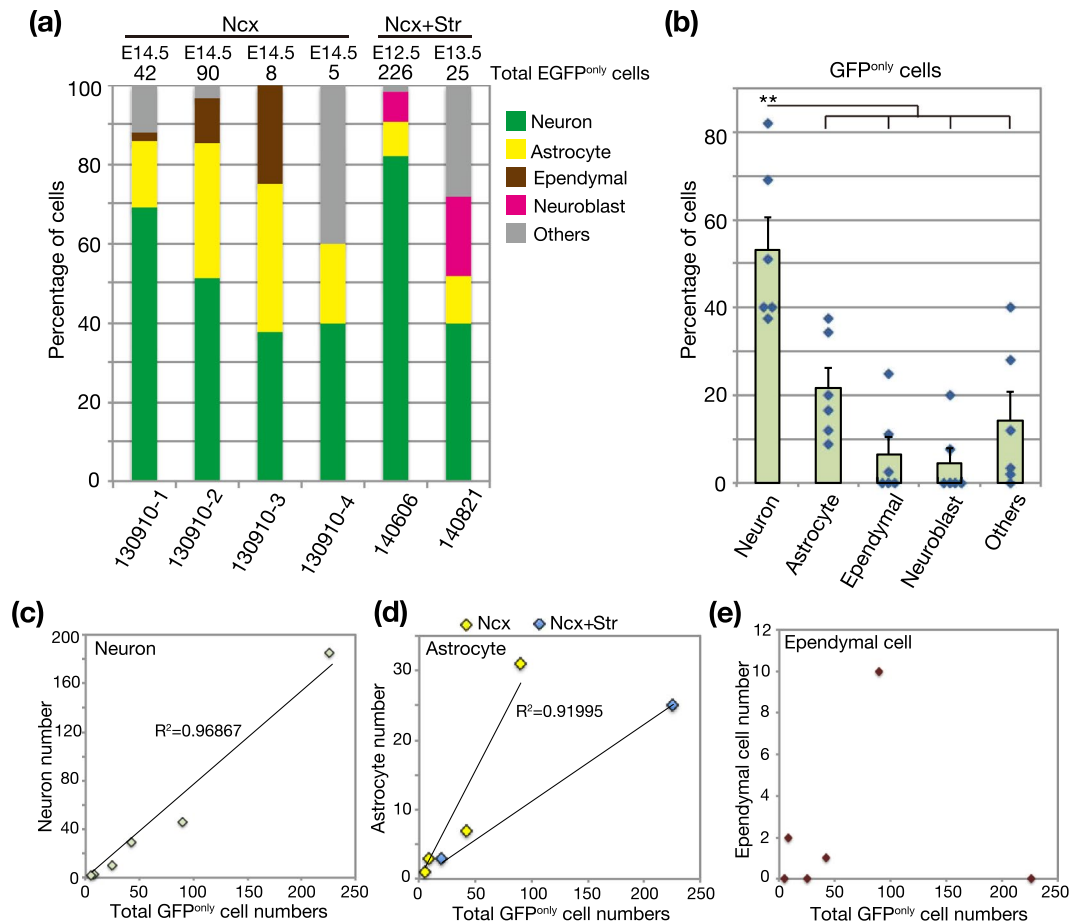 (a)
Ncx Ncx+Str
E14.5 E14.5 E14.5 E14.5 E12.5 E13.5
42 90 8 5 226 25 Total EGFPonly cells
Percentage of cells
100
80
60
40
20
0
130910-1 130910-2 130910-3 130910-4 140606 140821
Neuron
Astrocyte
Ependymal
Neuroblast
Others
(b)
GFPonly cells
**
Percentage of cells
80
60
40
20
0
Neuron Astrocyte Ependymal Neuroblast Others
(c)
Neuron
Neuron number
200
160
120
80
40
0
R2=0.96867
0 50 100 150 200 250
Total GFPonly cell numbers
(d)
Ncx Ncx+Str
Astrocyte
Astrocyte number
30
20
10
0
R2=0.91995
0 50 100 150 200 250
Total GFPonly cell numbers
(e)
Ependymal cell
Ependymal cell number
12
10
8
6
4
2
0
0 50 100 150 200 250
Total GFPonly cell numbers